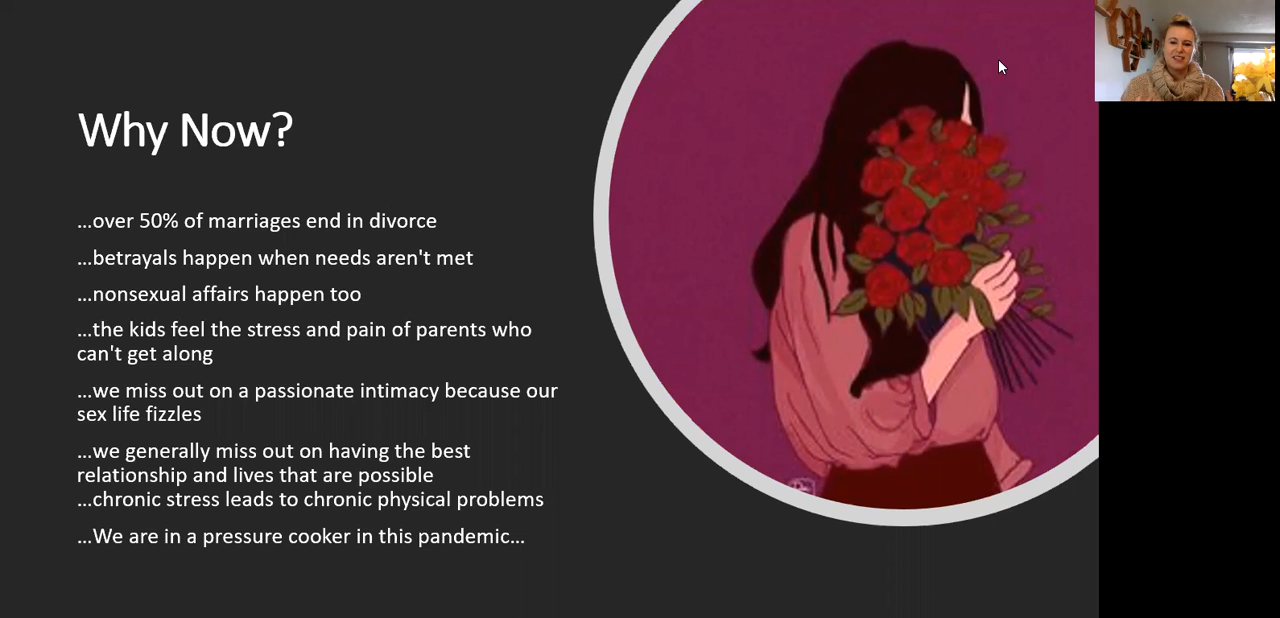 Why Now?
...over 50% of marriages end in divorce
...betrayals happen when needs aren't met
...nonsexual affairs happen too
...the kids feel the stress and pain of parents who
can't get along
...we miss out on a passionate intimacy because our
sex life fizzles
...we generally miss out on having the best
relationship and lives that are possible
...chronic stress leads to chronic physical problems
...We are in a pressure cooker in this pandemic...